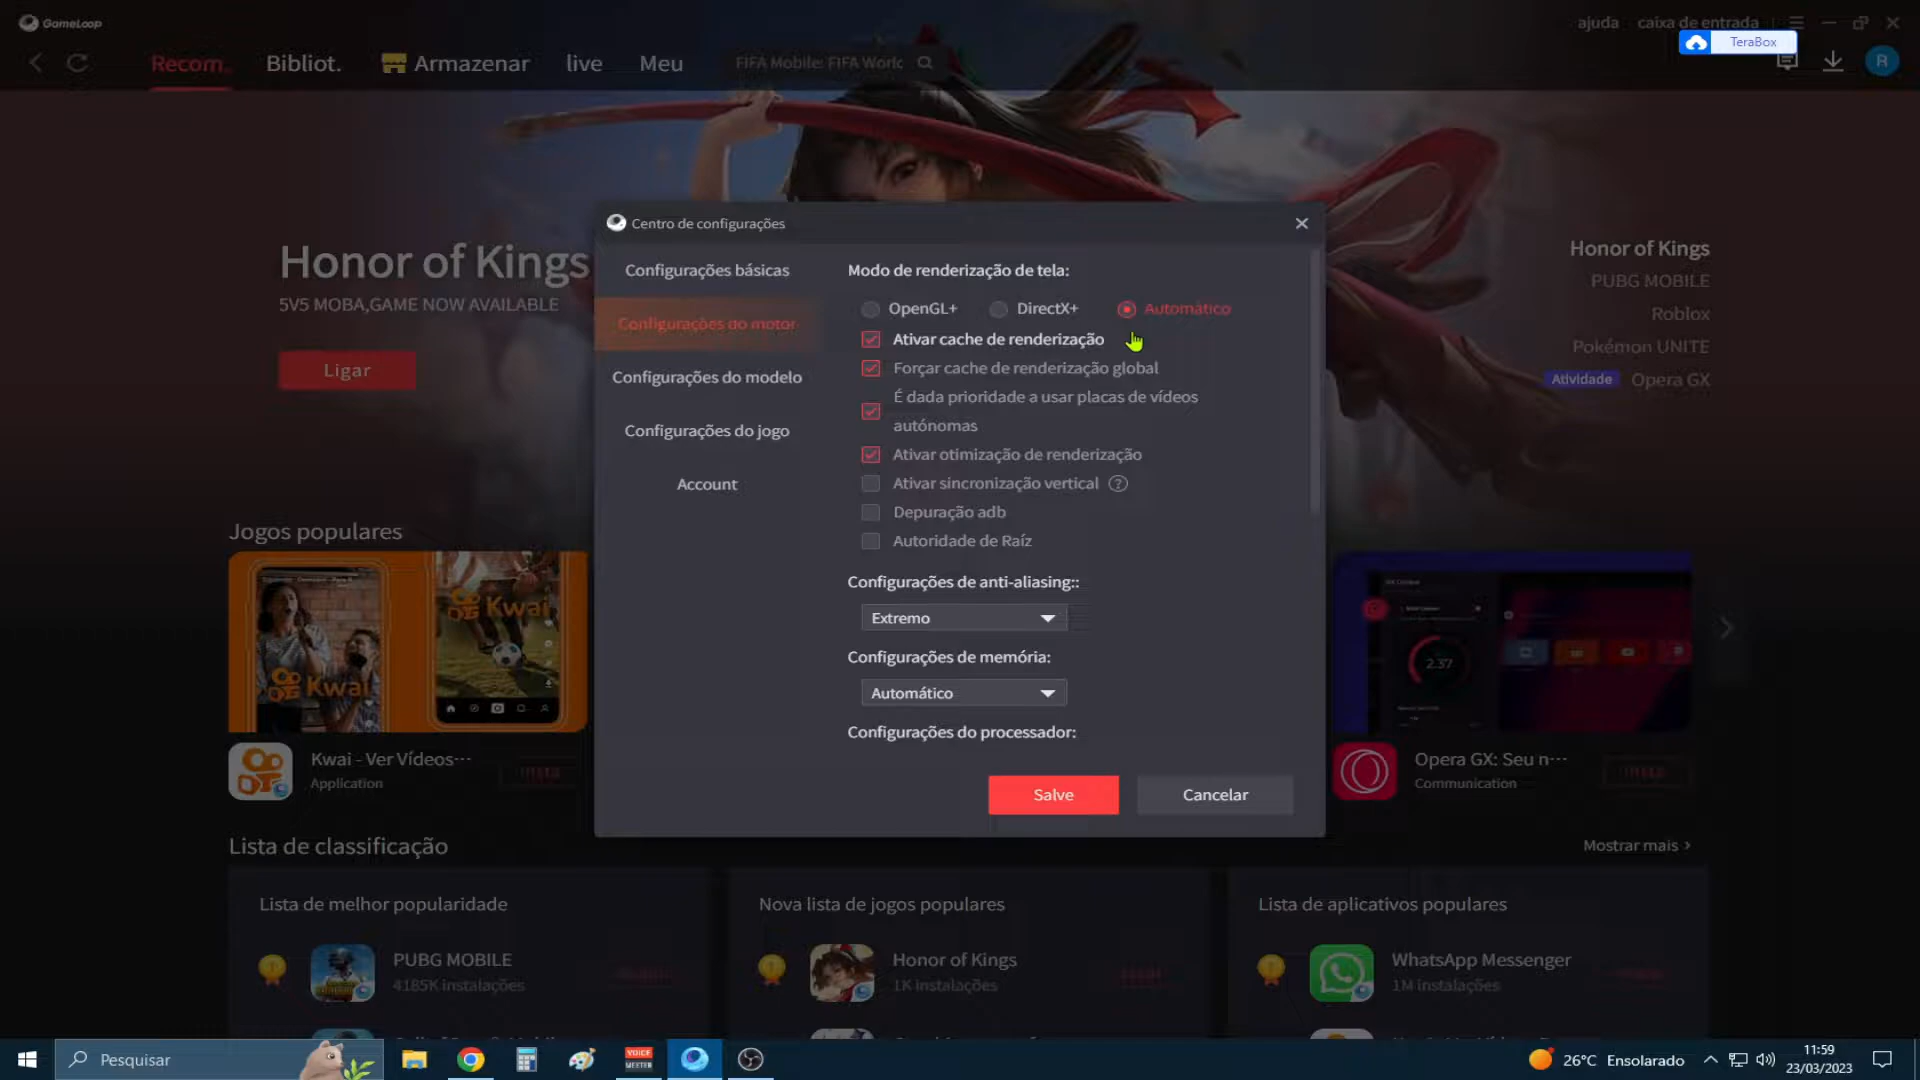 GameLoop
ajuda
caixa de entrada
TeraBox
Recom.
Bibliot.
Armazenar
live
Meu
FIFA Mobile: FIFA World
R
Honor of Kings
5V5 MOBA,GAME NOW AVAILABLE
Ligar
Honor of Kings
PUBG MOBILE
Roblox
Pokémon UNITE
Atividade
Opera GX
Centro de configurações
Configurações básicas
Configurações do motor
Configurações do modelo
Configurações do jogo
Account
Modo de renderização de tela:
OpenGL+
DirectX+
Automático
Ativar cache de renderização
Forçar cache de renderização global
É dada prioridade a usar placas de vídeos
autónomas
Ativar otimização de renderização
Ativar sincronização vertical
Depuração adb
Autoridade de Raíz
Configurações de anti-aliasing::
Extremo
Configurações de memória:
Automático
Configurações do processador:
Salve
Cancelar
Jogos populares
Kwai
Kwai
Kwai - Ver Vídeos···
Application
2.37
Opera GX: Seu n···
Communication
Lista de classificação
Mostrar mais
Lista de melhor popularidade
PUBG MOBILE
4185K instalações
Nova lista de jogos populares
Honor of Kings
1K instalações
Lista de aplicativos populares
WhatsApp Messenger
1M instalações
Pesquisar
VOICE
MEETER
26°C Ensolarado
11:59
23/03/2023